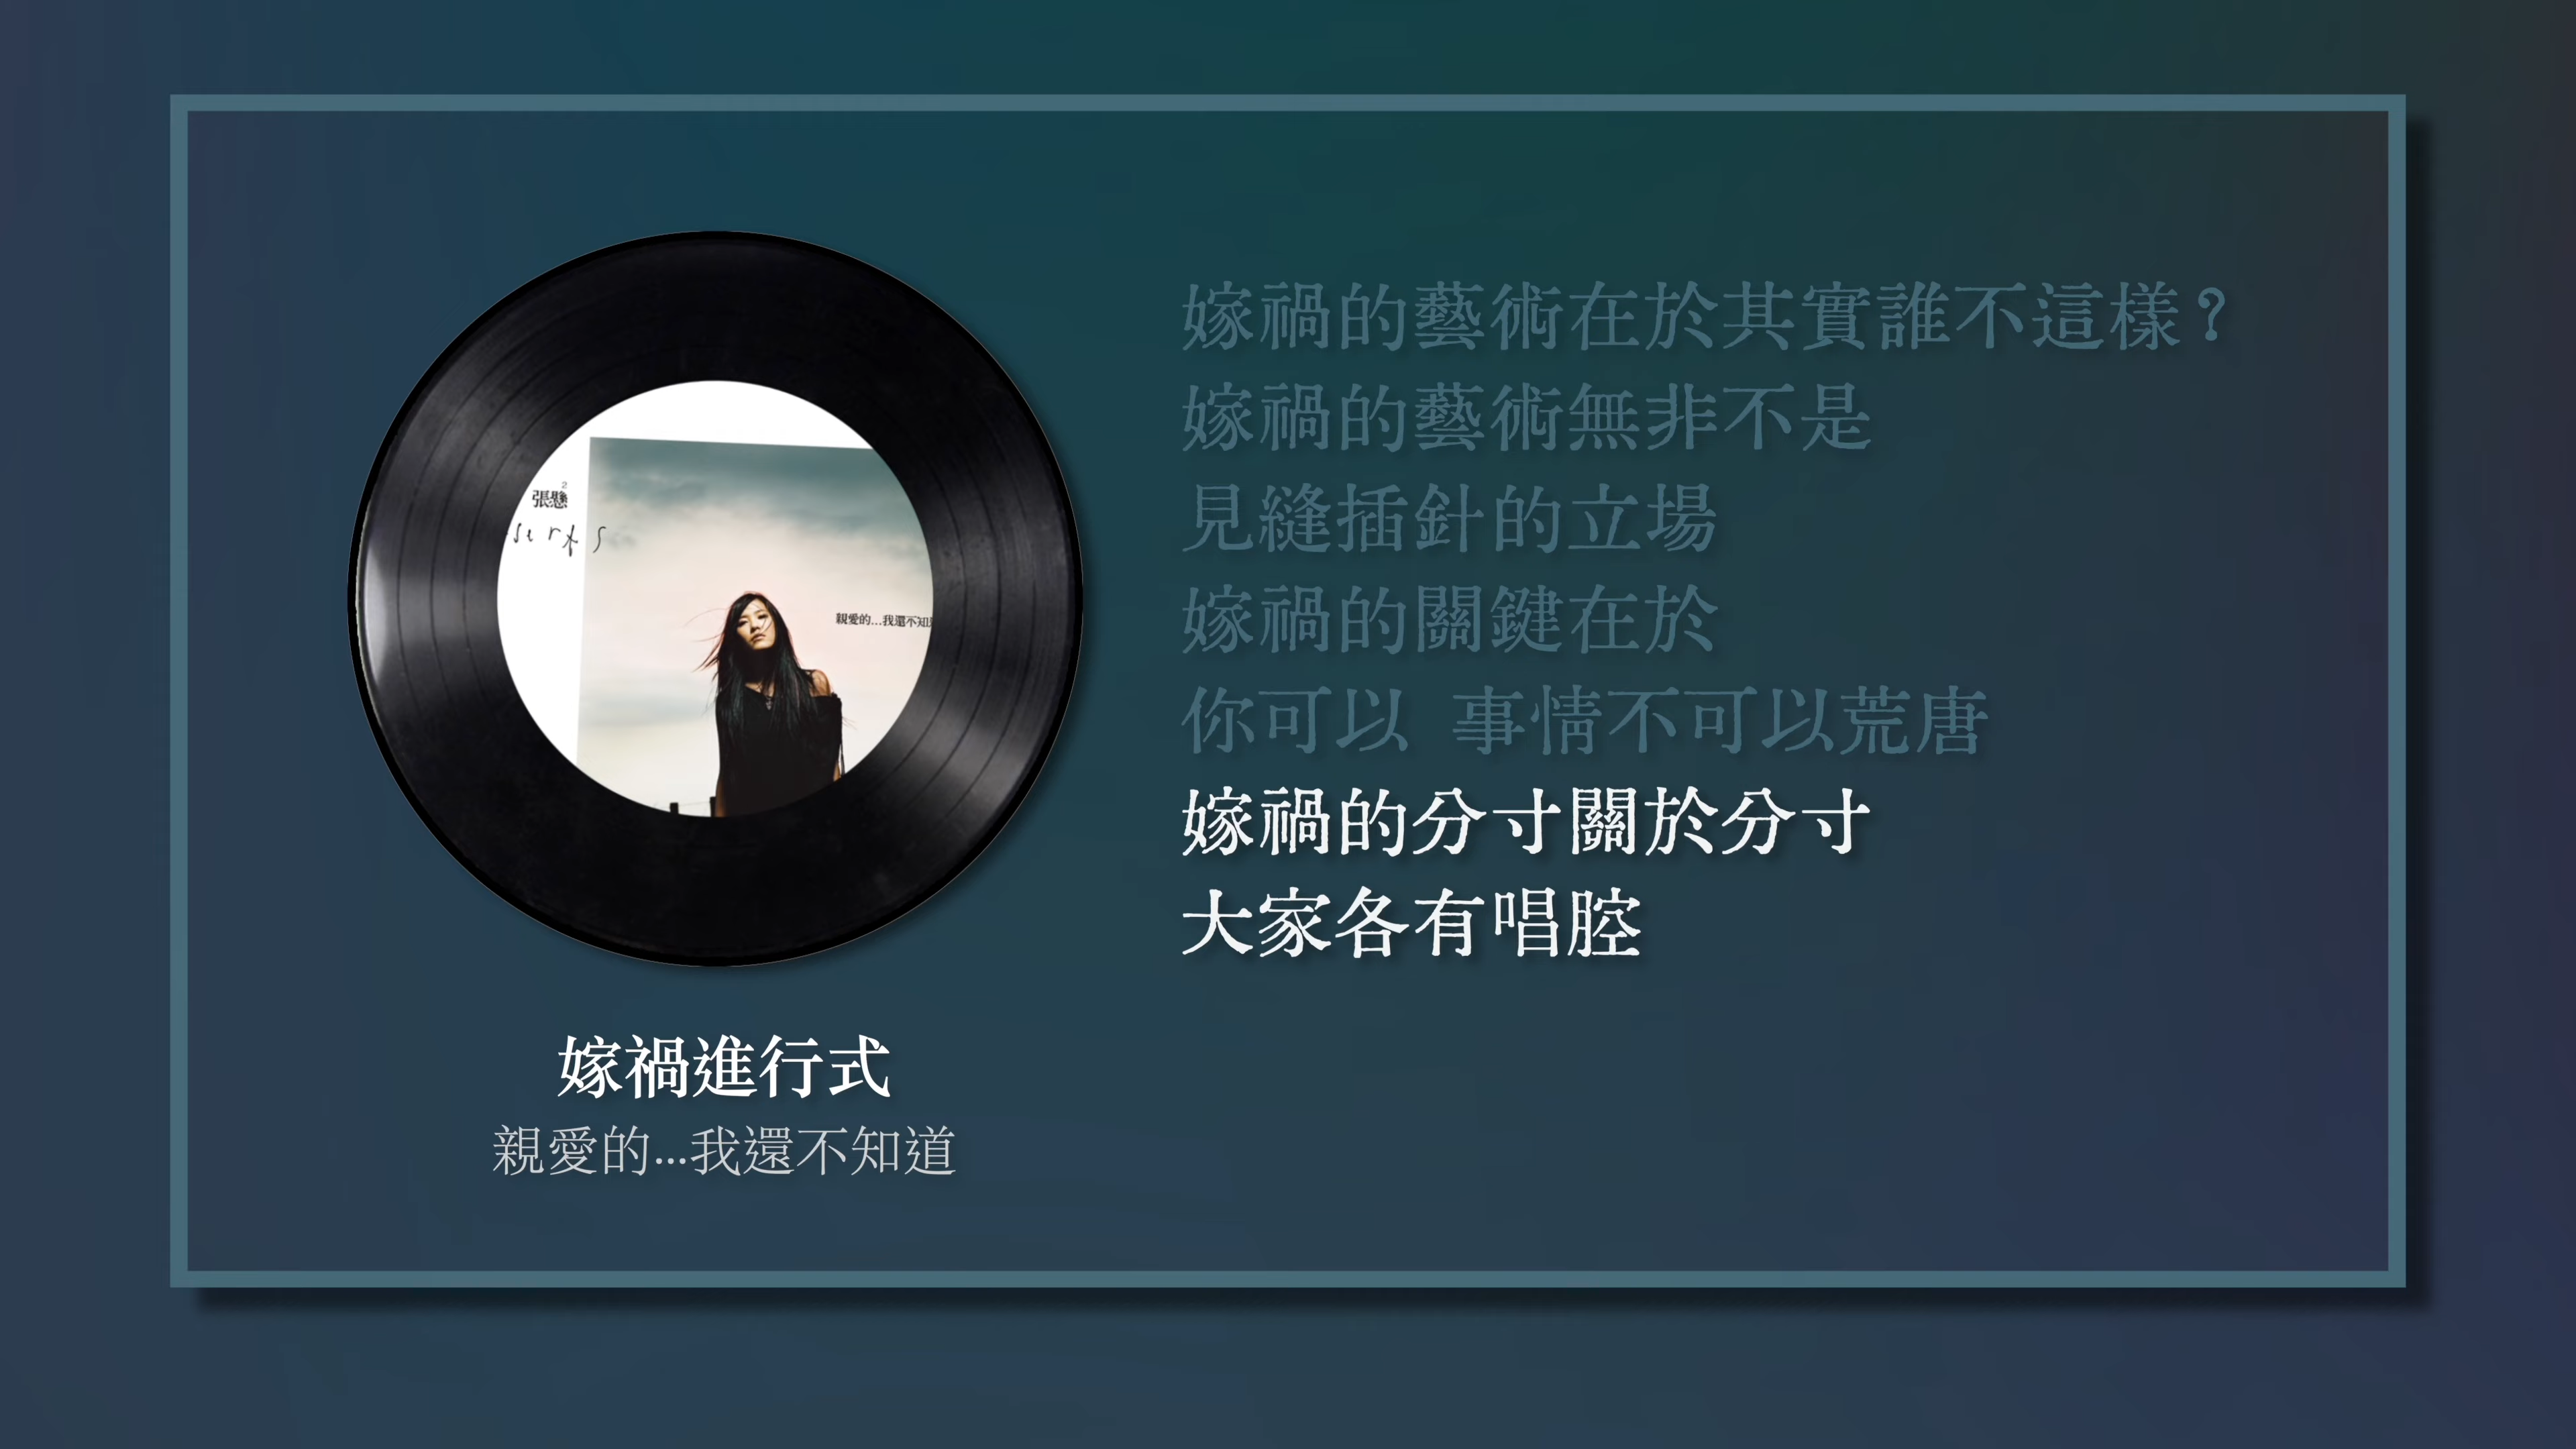 張懸
2
親愛的...我還不知
嫁禍進行式
親愛的...我還不知道
嫁禍的藝術在於其實誰不這樣？
嫁禍的藝術無非不是
見縫插針的立場
嫁禍的關鍵在於
你可以 事情不可以荒唐
嫁禍的分寸關於分寸
大家各有唱腔